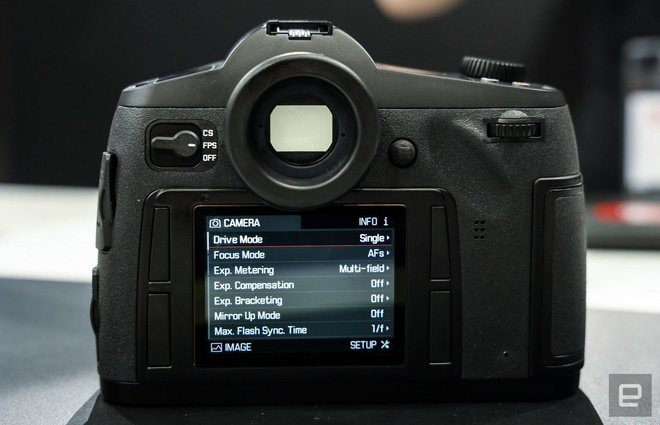 CS
FPS
OFF
CAMERA INFO i
Drive Mode Single
Focus Mode AFs
Exp. Metering Multi-field
Exp. Compensation Off
Exp. Bracketing Off
Mirror Up Mode Off
Max. Flash Sync. Time 1/f
IMAGE SETUP
e